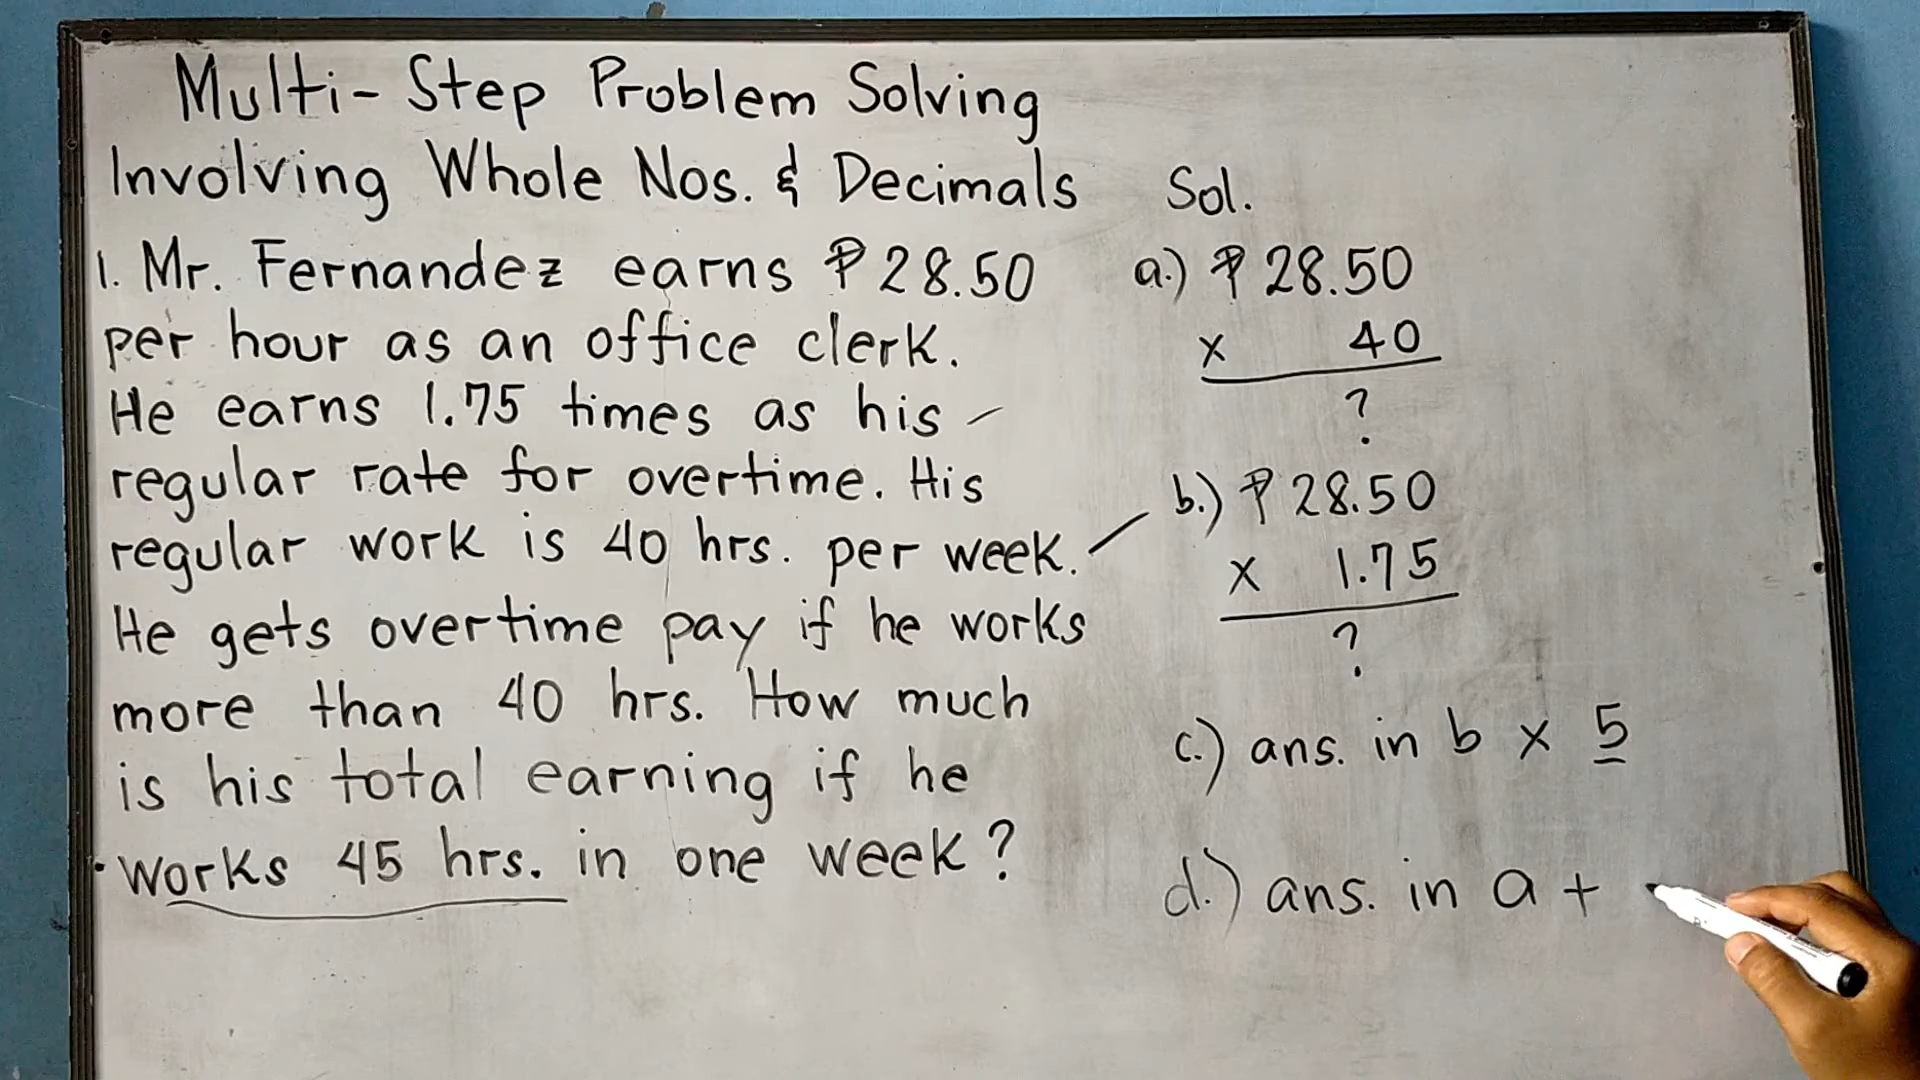 Multi-Step Problem Solving
Involving Whole Nos. & Decimals
1. Mr. Fernandez earns ₱28.50
per hour as an office clerk.
He earns 1.75 times as his
regular rate for overtime. His
regular work is 40 hrs. per week.
He gets overtime pay if he works
more than 40 hrs. How much
is his total earning if he
works 45 hrs. in one week?
Sol.
a.) ₱28.50
x 40
?
b.) ₱28.50
x 1.75
?
c.) ans. in b x 5
d.) ans. in a +